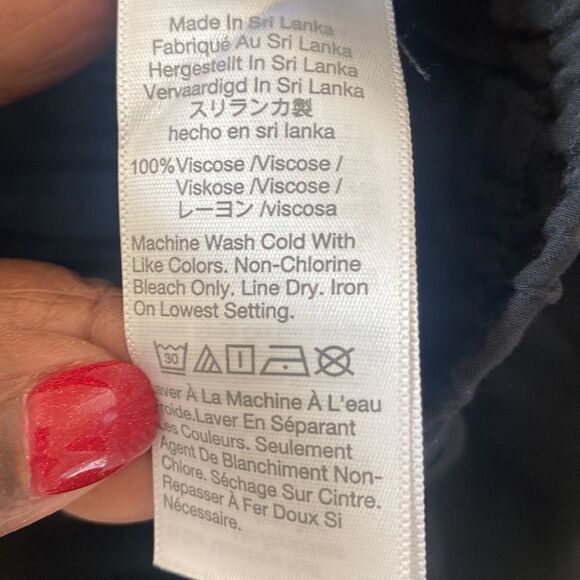 Made In Sri Lanka
Fabriqué Au Sri Lanka
Hergestellt In Sri Lanka
Vervaardigd In Sri Lanka
スリランカ製
hecho en sri lanka
100%Viscose /Viscose /
Viskose /Viscose /
レーヨン /viscosa
Machine Wash Cold With
Like Colors. Non-Chlorine
Bleach Only. Line Dry. Iron
On Lowest Setting.
30
À La Machine À L'eau
Laver En Séparant
Les Couleurs. Seulement
Agent De Blanchiment Non-
Chlore. Séchage Sur Cintre.
Repasser À Fer Doux Si
Nécessaire.